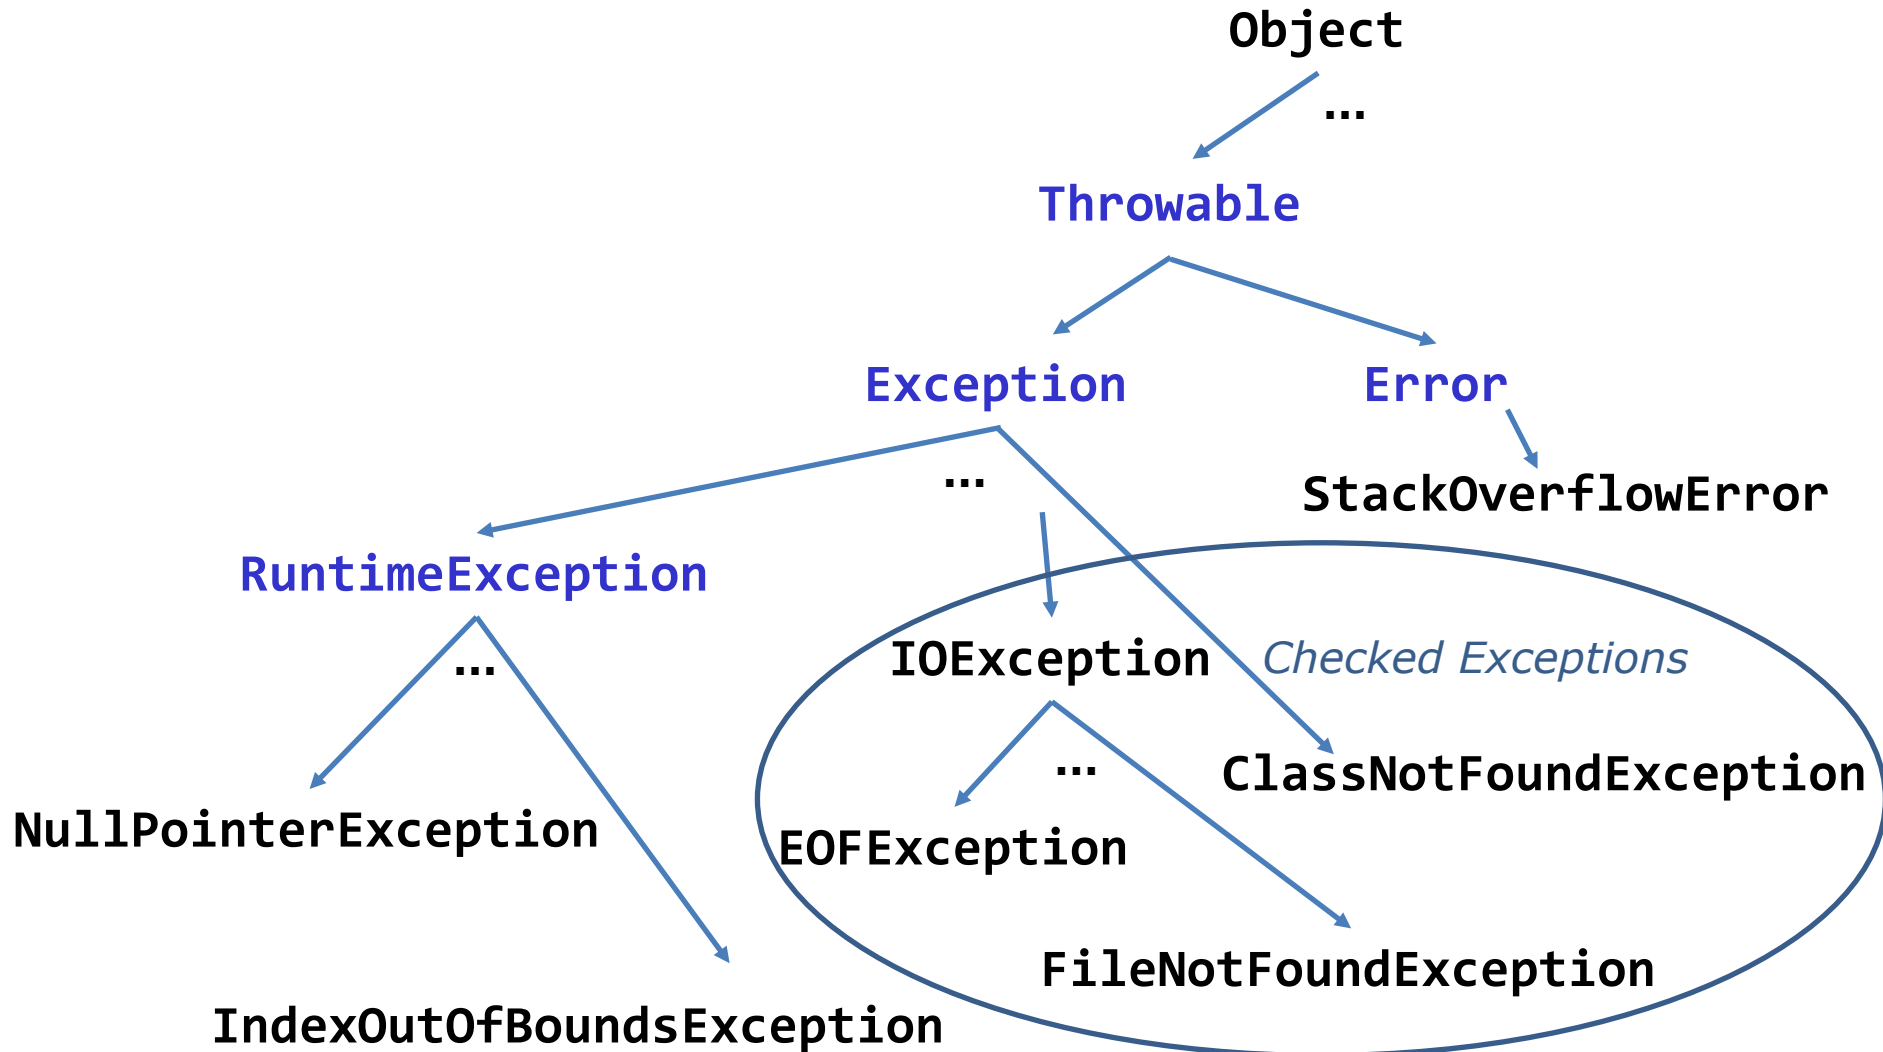 Object
...
Throwable
Exception
Error
...
StackOverflowError
RuntimeException
...
IOException
Checked Exceptions
...
ClassNotFoundException
NullPointerException
EOFException
FileNotFoundException
IndexOutOfBoundsException